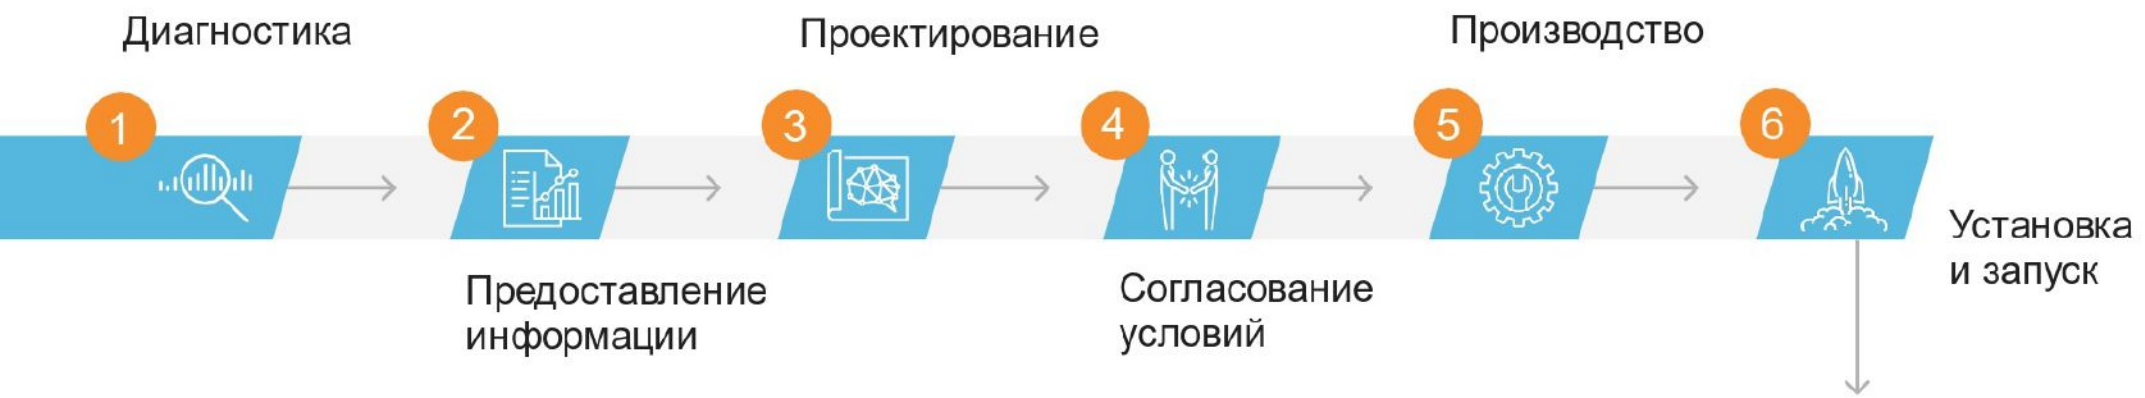 Диагностика
Проектирование
Производство
1
2
3
4
5
6
Установка
и запуск
Предоставление
информации
Согласование
условий